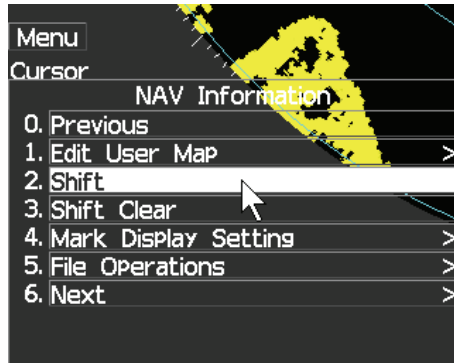 Menu
Cursor
NAV Information
0. Previous
1. Edit User Map >
2. Shift
3. Shift Clear
4. Mark Display Setting >
5. File Operations >
6. Next >